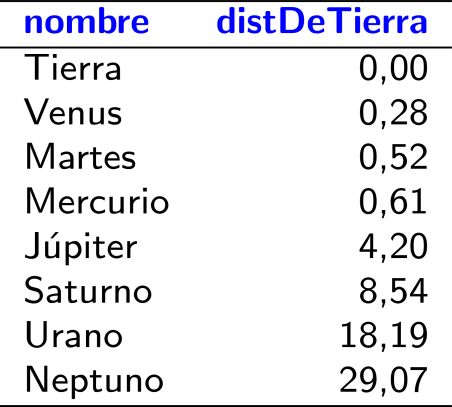 nombre distDeTierra
Tierra 0,00
Venus 0,28
Martes 0,52
Mercurio 0,61
Júpiter 4,20
Saturno 8,54
Urano 18,19
Neptuno 29,07